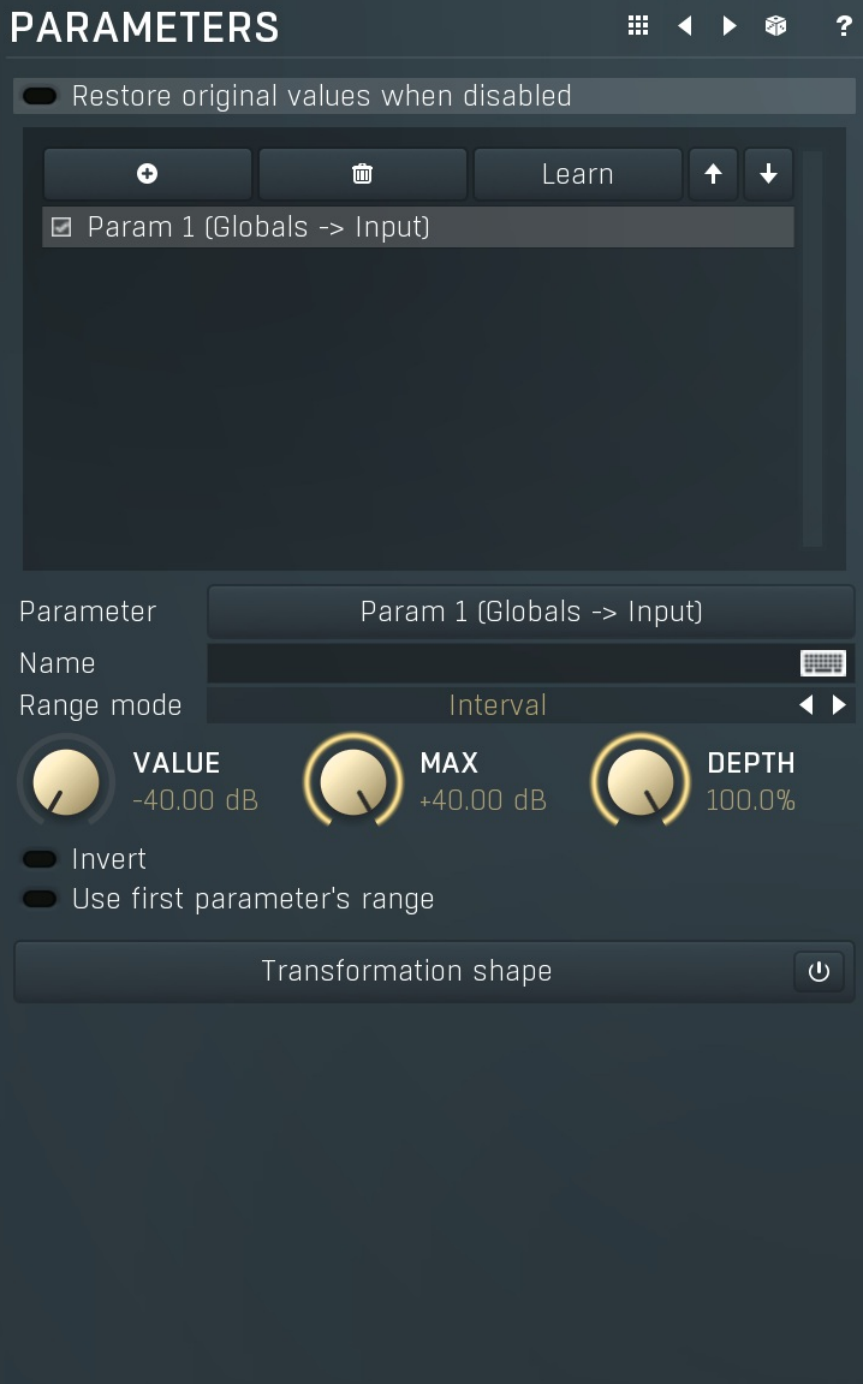 PARAMETERS ?
Restore original values when disabled
Learn
Param 1 (Globals -> Input)
Parameter Param 1 (Globals -> Input)
Name
Range mode Interval
VALUE MAX DEPTH
-40.00 dB +40.00 dB 100.0%
Invert
Use first parameter's range
Transformation shape